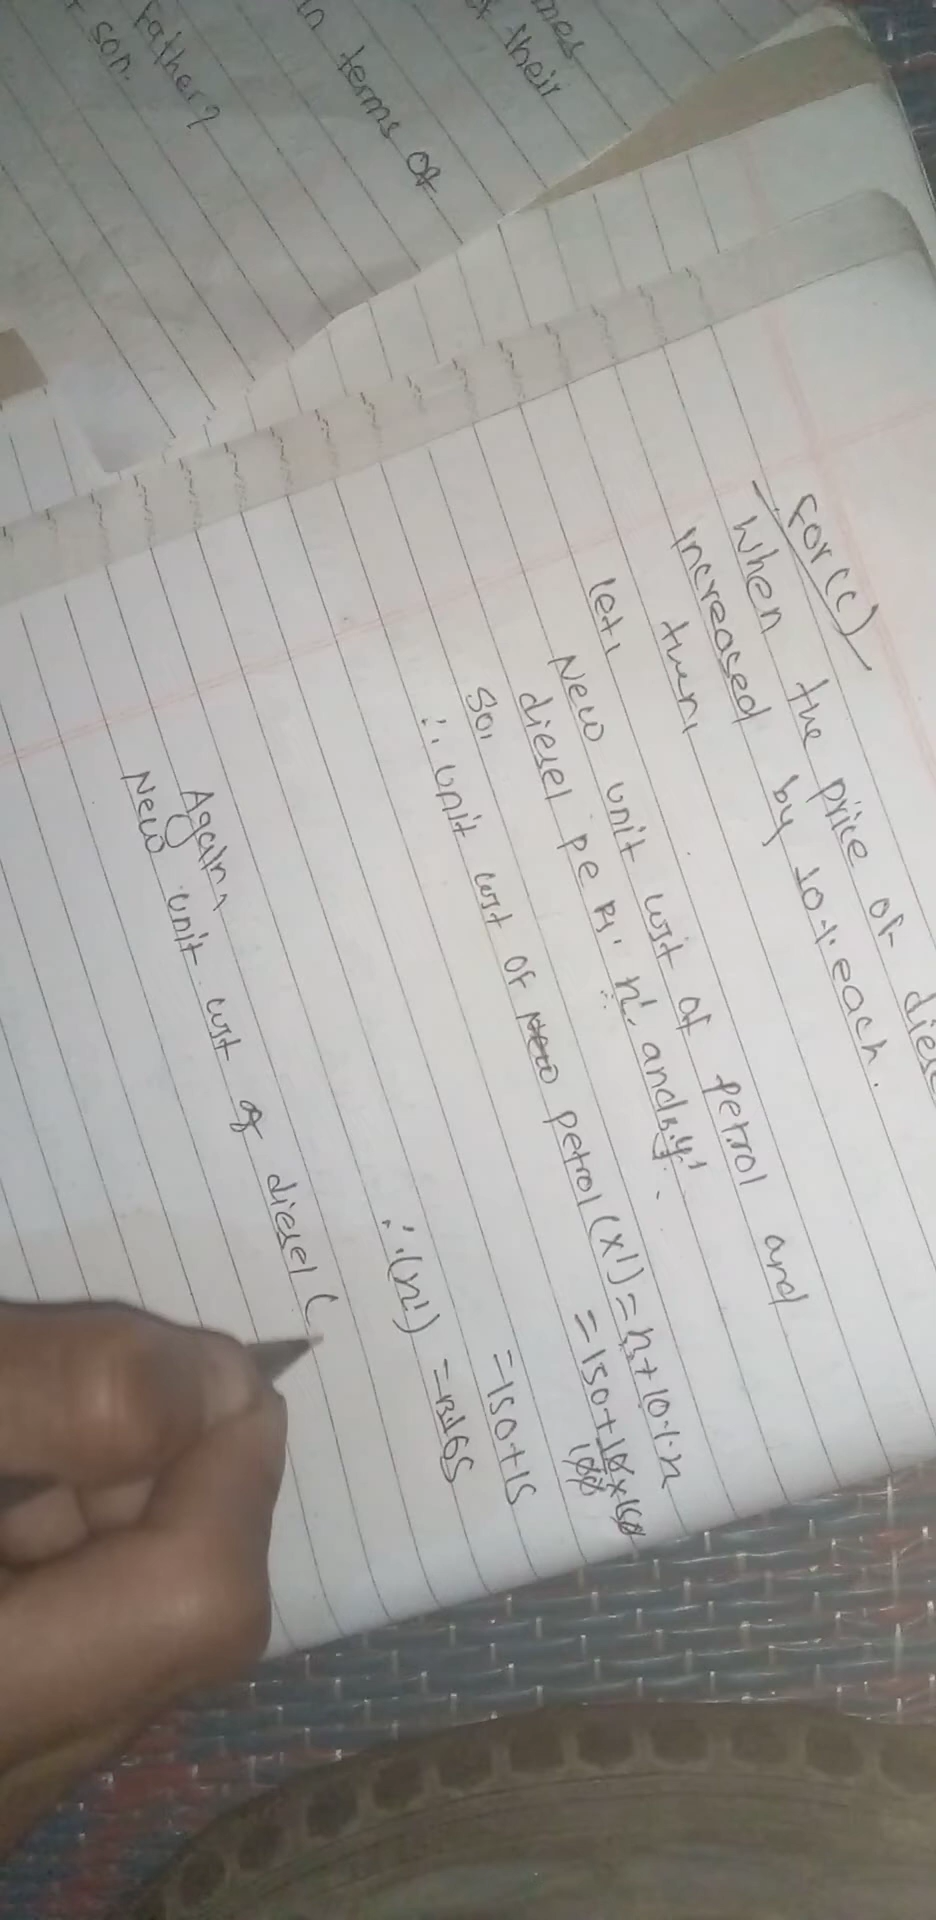 mes
of their
in terms of
Father?
son.
diese
for(c)
When the price of
increased by 10% each.
then,
let,
New unit cost of petrol and
diesel pe Rs. x' and y'.
So,
∴ unit cost of petrol (x') = x + 10% x
= 150 + 10/100 × 150
= 150 + 15
∴ (x') = 165
Again,
New unit cost of diesel (